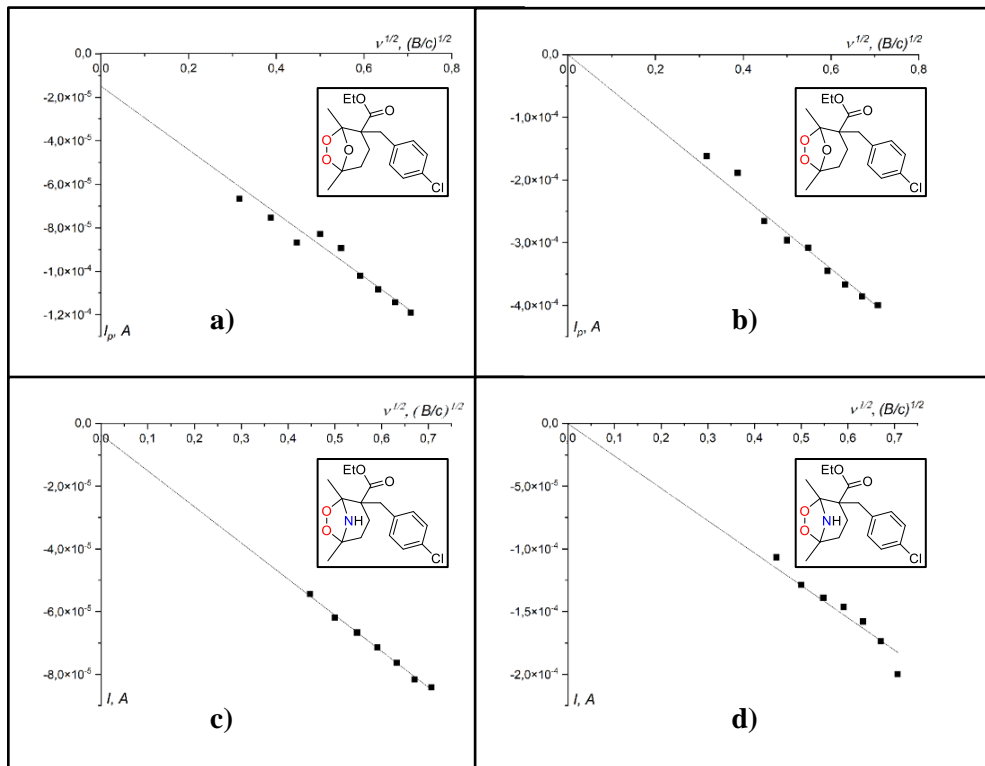 ν^1/2, (B/c)^1/2
0,0
0,0 0,2 0,4 0,6 0,8
-2,0×10^-5
-4,0×10^-5
-6,0×10^-5
-8,0×10^-5
-1,0×10^-4
-1,2×10^-4
I_p, A
EtO O
O
O
O
Cl
a)
ν^1/2, (B/c)^1/2
0,0
0,0 0,2 0,4 0,6 0,8
-1,0×10^-4
-2,0×10^-4
-3,0×10^-4
-4,0×10^-4
I_p, A
EtO O
O
O
O
Cl
b)
ν^1/2, (B/c)^1/2
0,0
0,0 0,1 0,2 0,3 0,4 0,5 0,6 0,7
-2,0×10^-5
-4,0×10^-5
-6,0×10^-5
-8,0×10^-5
I, A
EtO O
O
O
NH
Cl
c)
ν^1/2, (B/c)^1/2
0,0
0,0 0,1 0,2 0,3 0,4 0,5 0,6 0,7
-5,0×10^-5
-1,0×10^-4
-1,5×10^-4
-2,0×10^-4
I, A
EtO O
O
O
NH
Cl
d)